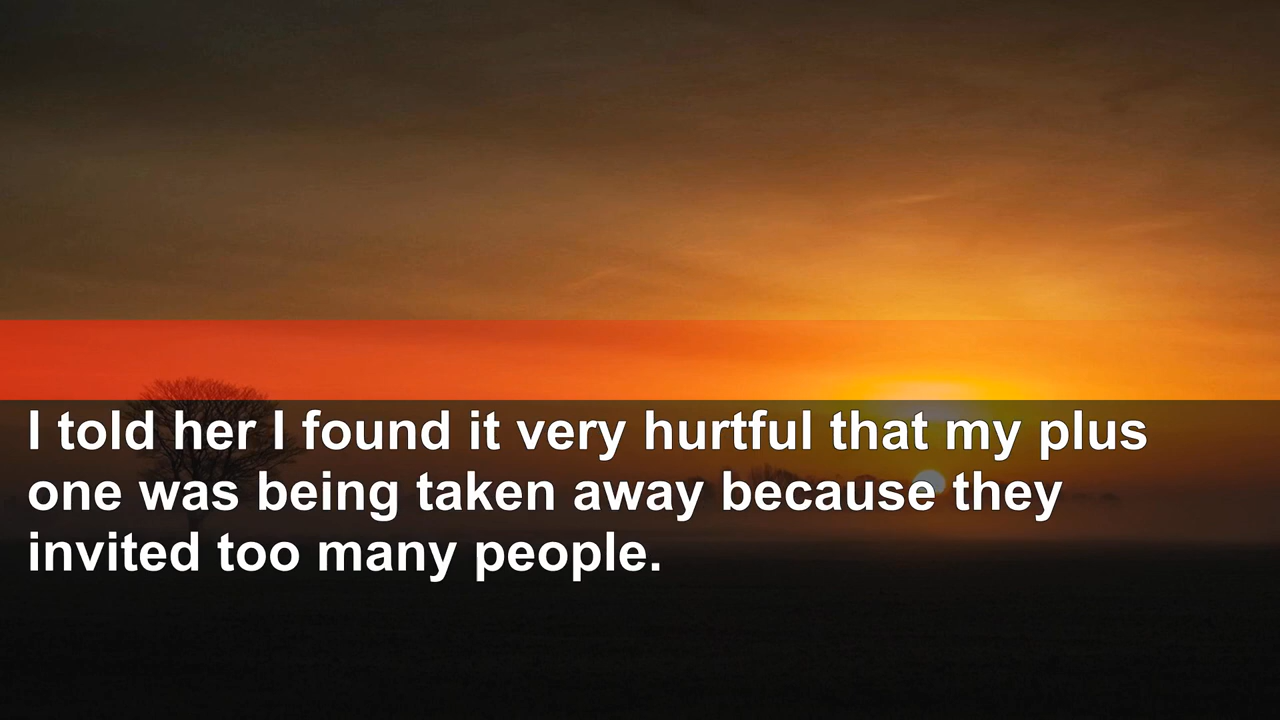 I told her I found it very hurtful that my plus
one was being taken away because they
invited too many people.